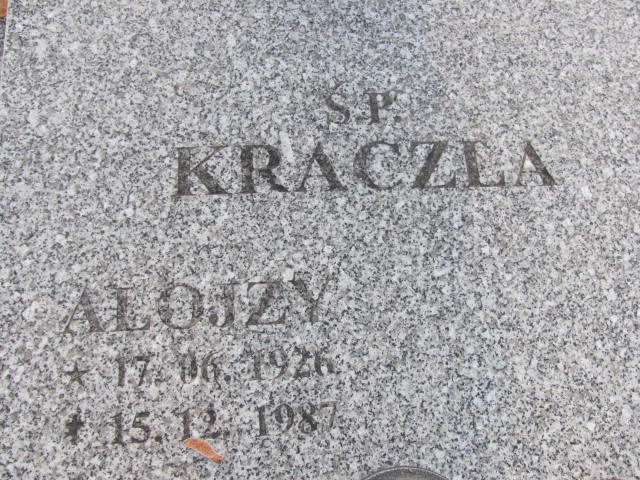 Ś.P.
KRACZLA
ALOJZY
★ 17. 06. 1926
✝ 15. 12. 1987